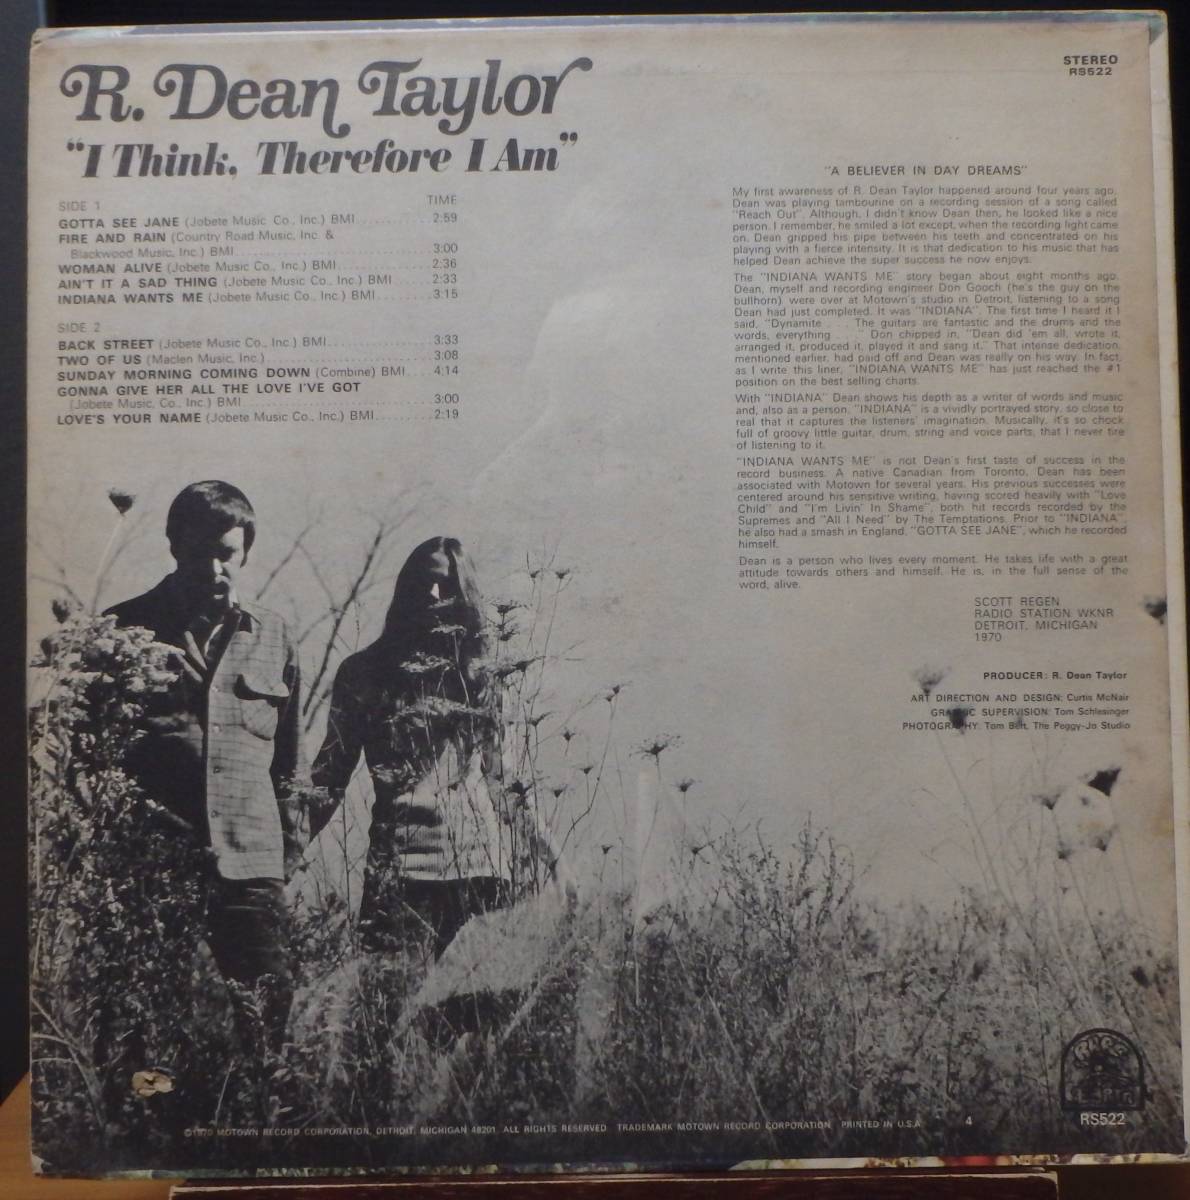 R. Dean Taylor
"I Think, Therefore I Am"
STEREO
RS522
SIDE 1 TIME
GOTTA SEE JANE (Jobete Music Co., Inc.) BMI 2:59
FIRE AND RAIN (Country Road Music, Inc. &
Blackwood Music, Inc.) BMI 3:00
WOMAN ALIVE (Jobete Music Co., Inc.) BMI 2:36
AIN'T IT A SAD THING (Jobete Music Co., Inc.) BMI 2:33
INDIANA WANTS ME (Jobete Music Co., Inc.) BMI 3:15
SIDE 2
BACK STREET (Jobete Music Co., Inc.) BMI 3:33
TWO OF US (Maclen Music, Inc.) 3:08
SUNDAY MORNING COMING DOWN (Combine) BMI 4:14
GONNA GIVE HER ALL THE LOVE I'VE GOT
(Jobete Music, Co., Inc.) BMI 3:00
LOVE'S YOUR NAME (Jobete Music Co., Inc.) BMI 2:19
"A BELIEVER IN DAY DREAMS"
My first awareness of R. Dean Taylor happened around four years ago.
Dean was playing tambourine on a recording session of a song called
"Reach Out". Although, I didn't know Dean then, he looked like a nice
person. I remember, he smiled a lot except, when the recording light came
on, Dean gripped his pipe between his teeth and concentrated on his
playing with a fierce intensity. It is that dedication to his music that has
helped Dean achieve the super success he now enjoys.
The "INDIANA WANTS ME" story began about eight months ago.
Dean, myself and recording engineer Don Gooch (he's the guy on the
bullhorn) were over at Motown's studio in Detroit, listening to a song
Dean had just completed. It was "INDIANA". The first time I heard it I
said, "Dynamite . . . The guitars are fantastic and the drums and the
words, everything . . ." Don chipped in, "Dean did 'em all, wrote it,
arranged it, produced it, played it and sang it." That intense dedication,
mentioned earlier, had paid off and Dean was really on his way. In fact,
as I write this liner, "INDIANA WANTS ME" has just reached the #1
position on the best selling charts.
With "INDIANA" Dean shows his depth as a writer of words and music
and, also as a person. "INDIANA" is a vividly portrayed story, so close to
real that it captures the listeners' imagination. Musically, it's so chock
full of groovy little guitar, drum, string and voice parts, that I never tire
of listening to it.
"INDIANA WANTS ME" is not Dean's first taste of success in the
record business. A native Canadian from Toronto, Dean has been
associated with Motown for several years. His previous successes were
centered around his sensitive writing, having scored heavily with "Love
Child" and "I'm Livin' In Shame", both hit records recorded by the
Supremes and "All I Need" by The Temptations. Prior to "INDIANA",
he also had a smash in England, "GOTTA SEE JANE", which he recorded
himself.
Dean is a person who lives every moment. He takes life with a great
attitude towards others and himself. He is, in the full sense of the
word, alive.
SCOTT REGEN
RADIO STATION WKNR
DETROIT, MICHIGAN
1970
PRODUCER: R. Dean Taylor
ART DIRECTION AND DESIGN: Curtis McNair
GRAPHIC SUPERVISION: Tom Schlesinger
PHOTOGRAPHY: Tom Bert, The Peggy-Jo Studio
RARE EARTH
RS522
©1970 MOTOWN RECORD CORPORATION, DETROIT, MICHIGAN 48201. ALL RIGHTS RESERVED TRADEMARK MOTOWN RECORD CORPORATION PRINTED IN U.S.A. 4